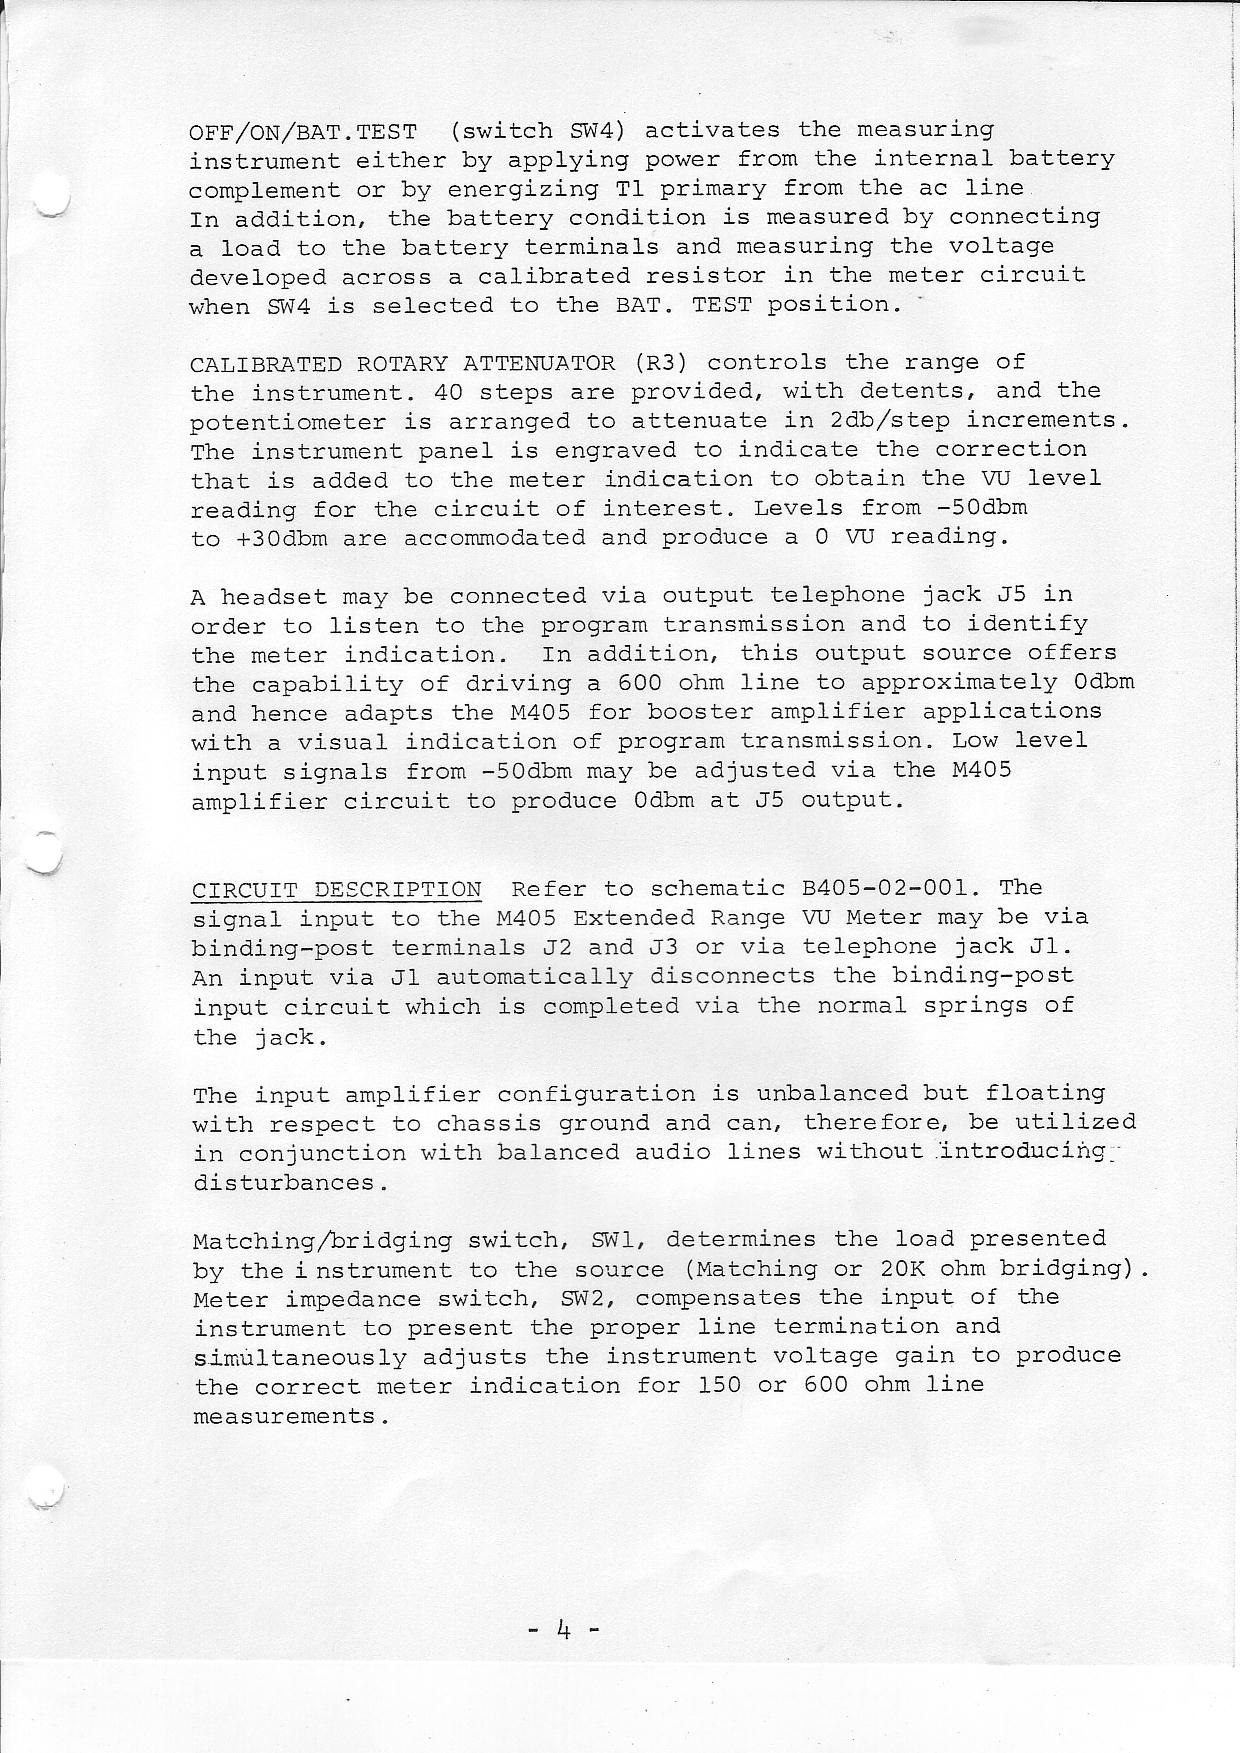 OFF/ON/BAT.TEST (switch SW4) activates the measuring
instrument either by applying power from the internal battery
complement or by energizing T1 primary from the ac line
In addition, the battery condition is measured by connecting
a load to the battery terminals and measuring the voltage
developed across a calibrated resistor in the meter circuit
when SW4 is selected to the BAT. TEST position.
CALIBRATED ROTARY ATTENUATOR (R3) controls the range of
the instrument. 40 steps are provided, with detents, and the
potentiometer is arranged to attenuate in 2db/step increments.
The instrument panel is engraved to indicate the correction
that is added to the meter indication to obtain the VU level
reading for the circuit of interest. Levels from -50dbm
to +30dbm are accommodated and produce a 0 VU reading.
A headset may be connected via output telephone jack J5 in
order to listen to the program transmission and to identify
the meter indication. In addition, this output source offers
the capability of driving a 600 ohm line to approximately 0dbm
and hence adapts the M405 for booster amplifier applications
with a visual indication of program transmission. Low level
input signals from -50dbm may be adjusted via the M405
amplifier circuit to produce 0dbm at J5 output.
CIRCUIT DESCRIPTION Refer to schematic B405-02-001. The
signal input to the M405 Extended Range VU Meter may be via
binding-post terminals J2 and J3 or via telephone jack J1.
An input via J1 automatically disconnects the binding-post
input circuit which is completed via the normal springs of
the jack.
The input amplifier configuration is unbalanced but floating
with respect to chassis ground and can, therefore, be utilized
in conjunction with balanced audio lines without introducing
disturbances.
Matching/bridging switch, SW1, determines the load presented
by the i nstrument to the source (Matching or 20K ohm bridging).
Meter impedance switch, SW2, compensates the input of the
instrument to present the proper line termination and
simultaneously adjusts the instrument voltage gain to produce
the correct meter indication for 150 or 600 ohm line
measurements.
- 4 -